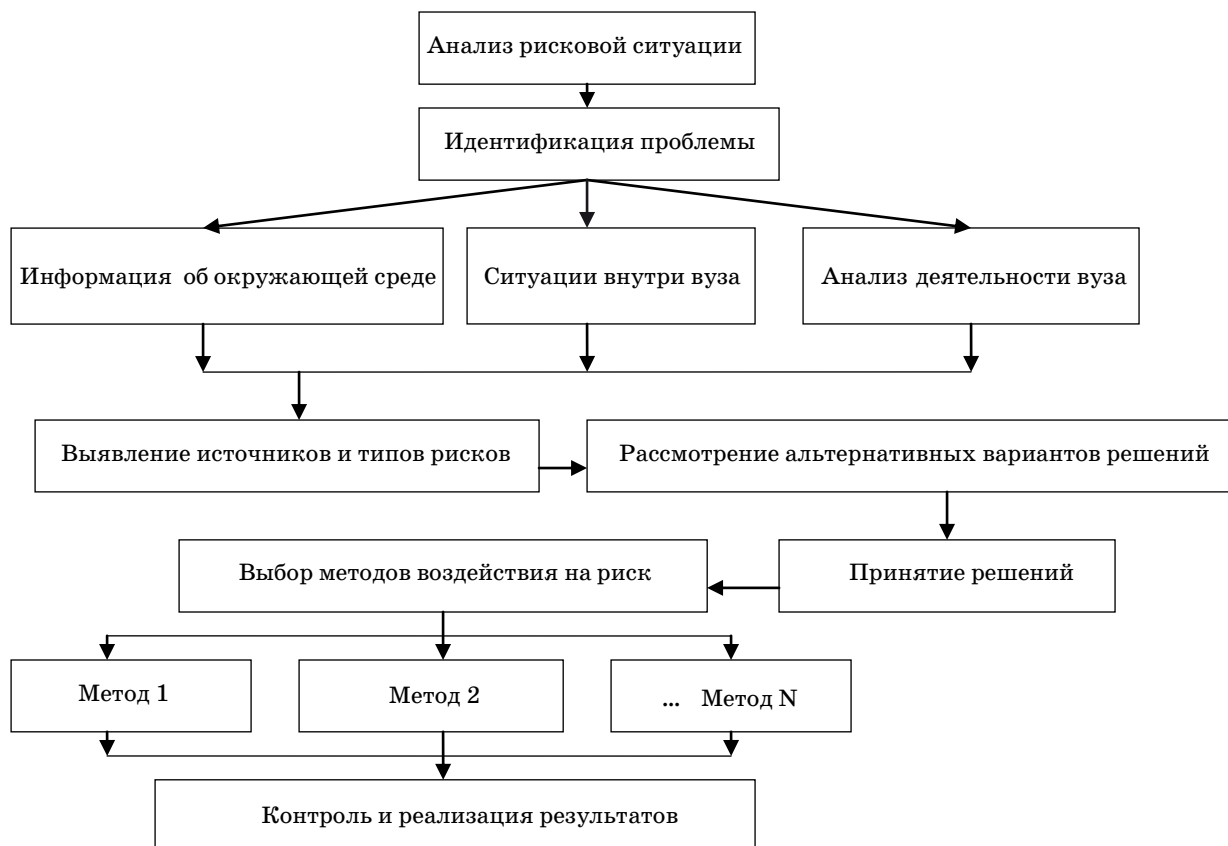 Анализ рисковой ситуации
Идентификация проблемы
Информация об окружающей среде
Ситуации внутри вуза
Анализ деятельности вуза
Выявление источников и типов рисков
Рассмотрение альтернативных вариантов решений
Выбор методов воздействия на риск
Принятие решений
Метод 1
Метод 2
... Метод N
Контроль и реализация результатов